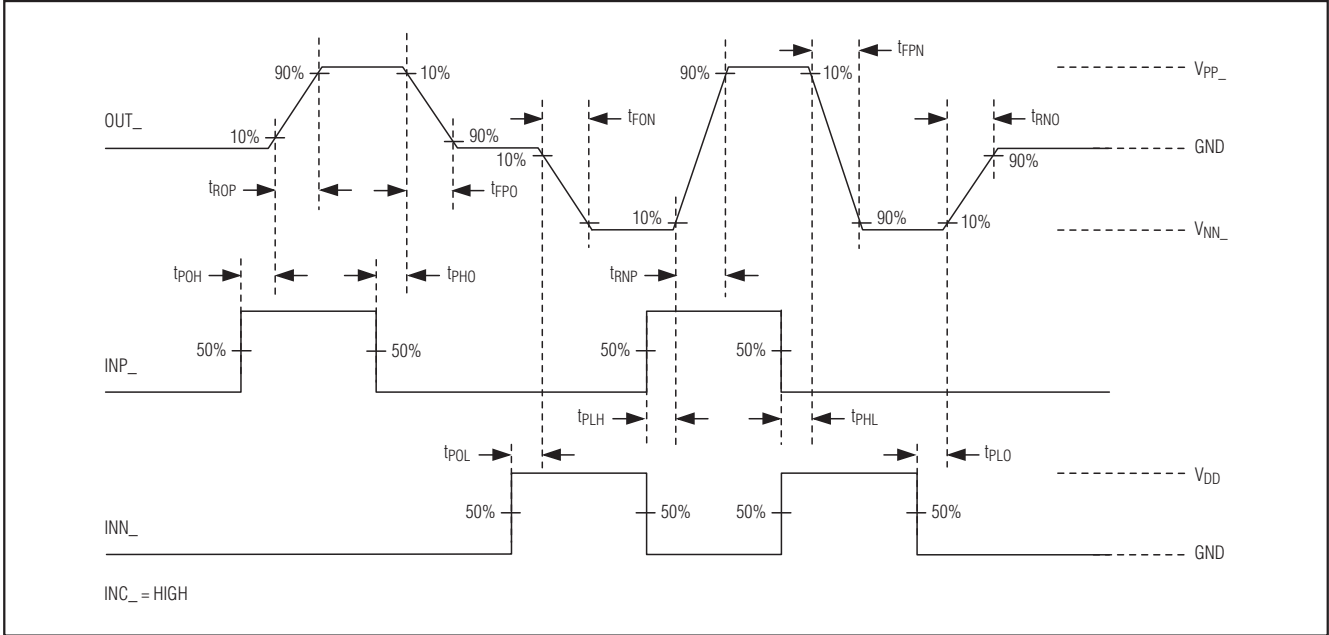 tFPN
90%
10%
90%
10%
VPP_
tFON
tRNO
OUT_
10%
90%
10%
90%
GND
tROP
tFPO
10%
90%
10%
VNN_
tPOH
tPHO
tRNP
INP_
50%
50%
50%
50%
tPLH
tPHL
tPOL
tPLO
VDD
INN_
50%
50%
50%
50%
GND
INC_ = HIGH